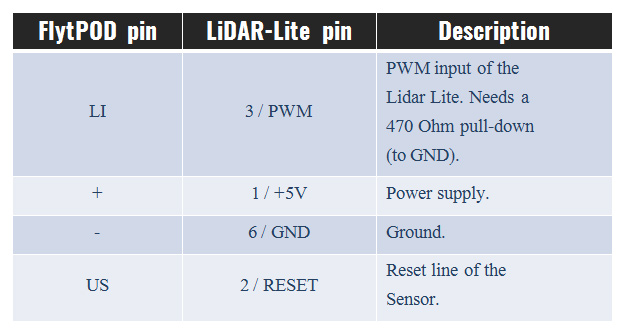 FlytPOD pin LiDAR-Lite pin Description
LI 3 / PWM PWM input of the
Lidar Lite. Needs a
470 Ohm pull-down
(to GND).
+ 1 / +5V Power supply.
- 6 / GND Ground.
US 2 / RESET Reset line of the
Sensor.